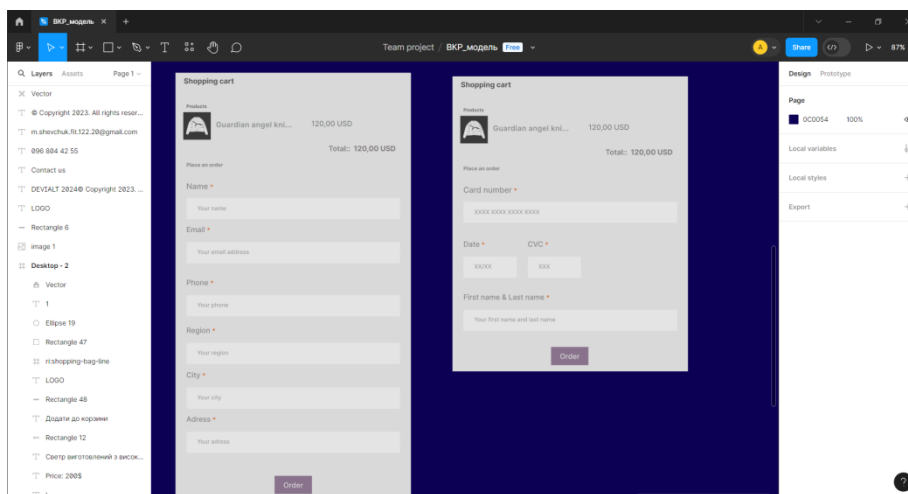 ВКР_модель
Team project / ВКР_модель Free
A
Share
87%
Layers Assets Page 1
Vector
© Copyright 2023. All rights reser...
m.shevchuk.fit.122.20@gmail.com
096 804 42 55
Contact us
DEVIALT 2024© Copyright 2023. ...
LOGO
Rectangle 6
image 1
Desktop - 2
Vector
1
Ellipse 19
Rectangle 47
ri:shopping-bag-line
LOGO
Rectangle 48
Додати до корзини
Rectangle 12
Светр виготовлений з висок...
Price: 200$
Shopping cart
Products
Guardian angel kni... 120,00 USD
Total:: 120,00 USD
Place an order
Name *
Your name
Email *
Your email address
Phone *
Your phone
Region *
Your region
City *
Your city
Adress *
Your adress
Order
Shopping cart
Products
Guardian angel kni... 120,00 USD
Total:: 120,00 USD
Place an order
Card number *
XXXX XXXX XXXX XXXX
Date * CVC *
XX/XX XXX
First name & Last name *
Your first name and last name
Order
Design Prototype
Page
0C0054 100%
Local variables
Local styles
Export
?